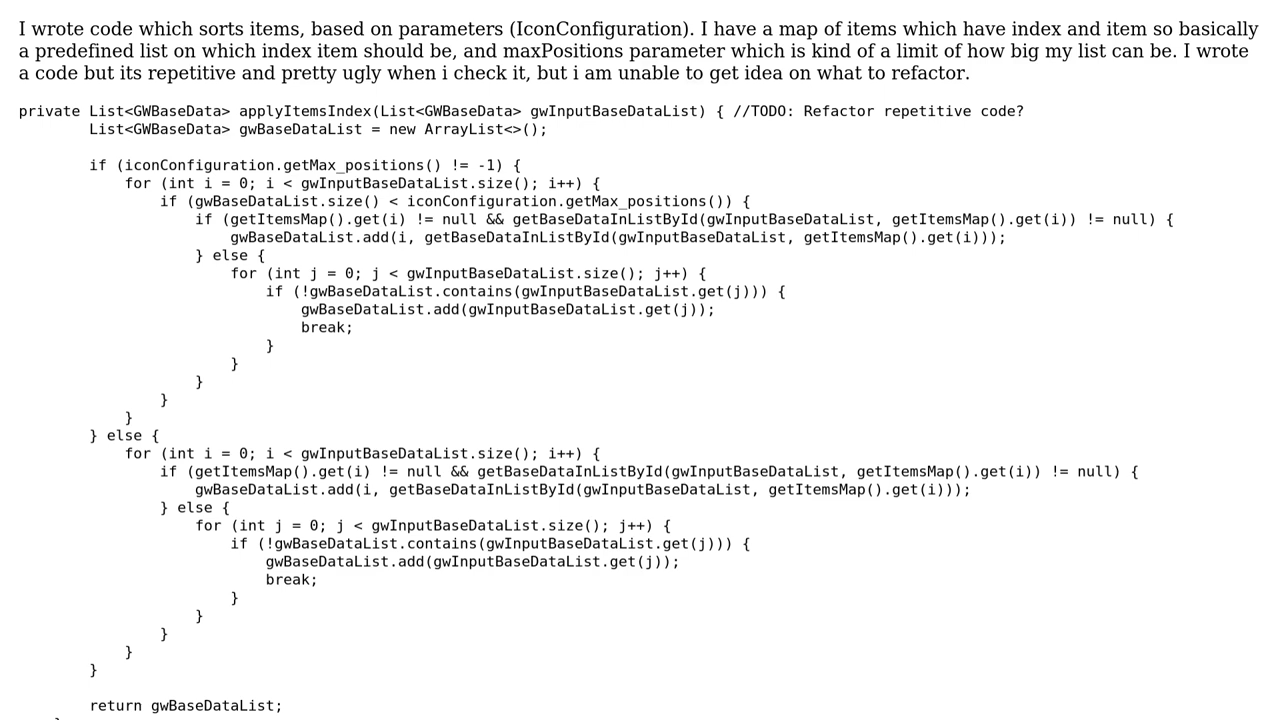 I wrote code which sorts items, based on parameters (IconConfiguration). I have a map of items which have index and item so basically
a predefined list on which index item should be, and maxPositions parameter which is kind of a limit of how big my list can be. I wrote
a code but its repetitive and pretty ugly when i check it, but i am unable to get idea on what to refactor.
private List<GWBaseData> applyItemsIndex(List<GWBaseData> gwInputBaseDataList) { //TODO: Refactor repetitive code?
        List<GWBaseData> gwBaseDataList = new ArrayList<>();

        if (iconConfiguration.getMax_positions() != -1) {
            for (int i = 0; i < gwInputBaseDataList.size(); i++) {
                if (gwBaseDataList.size() < iconConfiguration.getMax_positions()) {
                    if (getItemsMap().get(i) != null && getBaseDataInListById(gwInputBaseDataList, getItemsMap().get(i)) != null) {
                        gwBaseDataList.add(i, getBaseDataInListById(gwInputBaseDataList, getItemsMap().get(i)));
                    } else {
                        for (int j = 0; j < gwInputBaseDataList.size(); j++) {
                            if (!gwBaseDataList.contains(gwInputBaseDataList.get(j))) {
                                gwBaseDataList.add(gwInputBaseDataList.get(j));
                                break;
                            }
                        }
                    }
                }
            }
        } else {
            for (int i = 0; i < gwInputBaseDataList.size(); i++) {
                if (getItemsMap().get(i) != null && getBaseDataInListById(gwInputBaseDataList, getItemsMap().get(i)) != null) {
                    gwBaseDataList.add(i, getBaseDataInListById(gwInputBaseDataList, getItemsMap().get(i)));
                } else {
                    for (int j = 0; j < gwInputBaseDataList.size(); j++) {
                        if (!gwBaseDataList.contains(gwInputBaseDataList.get(j))) {
                            gwBaseDataList.add(gwInputBaseDataList.get(j));
                            break;
                        }
                    }
                }
            }
        }

        return gwBaseDataList;